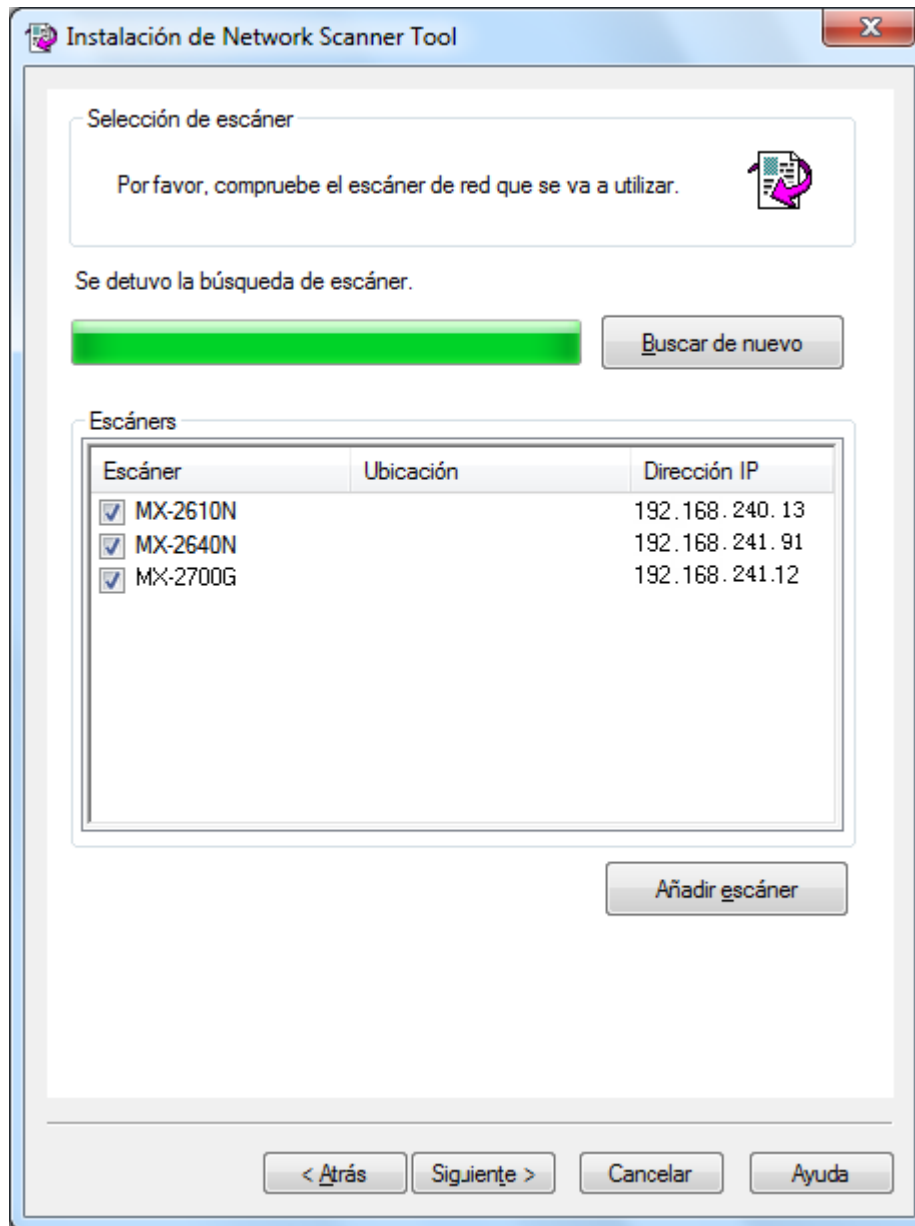 Instalación de Network Scanner Tool
Selección de escáner
Por favor, compruebe el escáner de red que se va a utilizar.
Se detuvo la búsqueda de escáner.
Buscar de nuevo
Escáners
Escáner Ubicación Dirección IP
MX-2610N 192.168.240.13
MX-2640N 192.168.241.91
MX-2700G 192.168.241.12
Añadir escáner
< Atrás Siguiente > Cancelar Ayuda